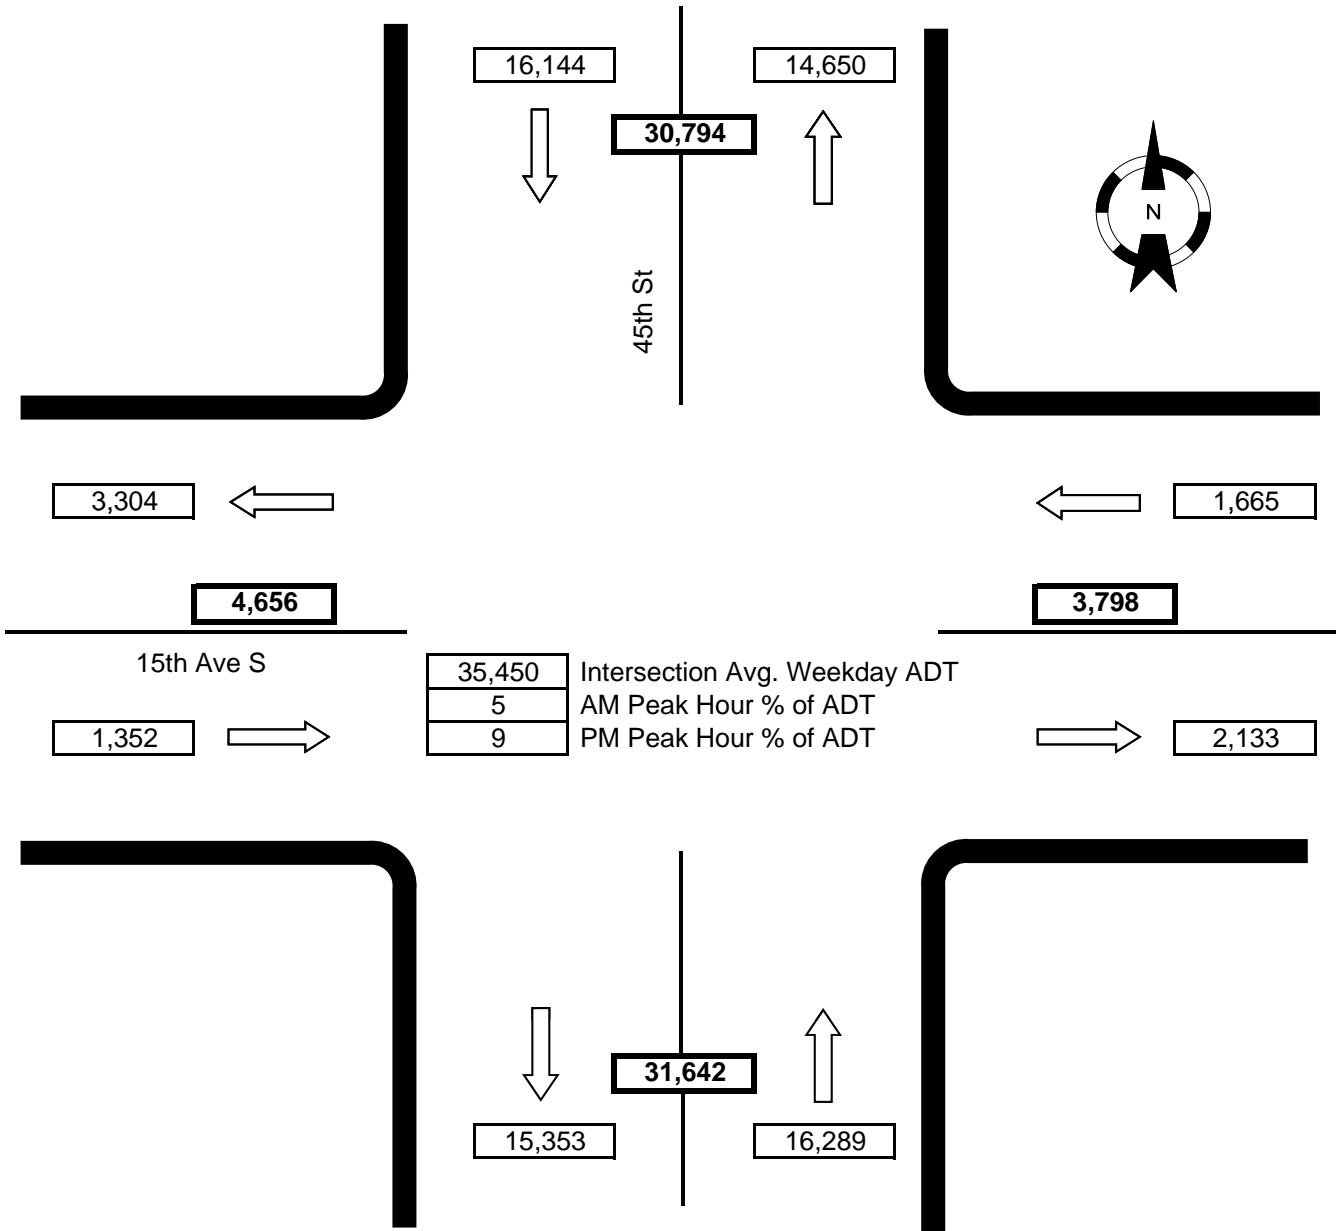 16,144
14,650
30,794
N
45th St
3,304
1,665
4,656
3,798
15th Ave S
35,450 Intersection Avg. Weekday ADT
5 AM Peak Hour % of ADT
9 PM Peak Hour % of ADT
1,352
2,133
31,642
15,353
16,289